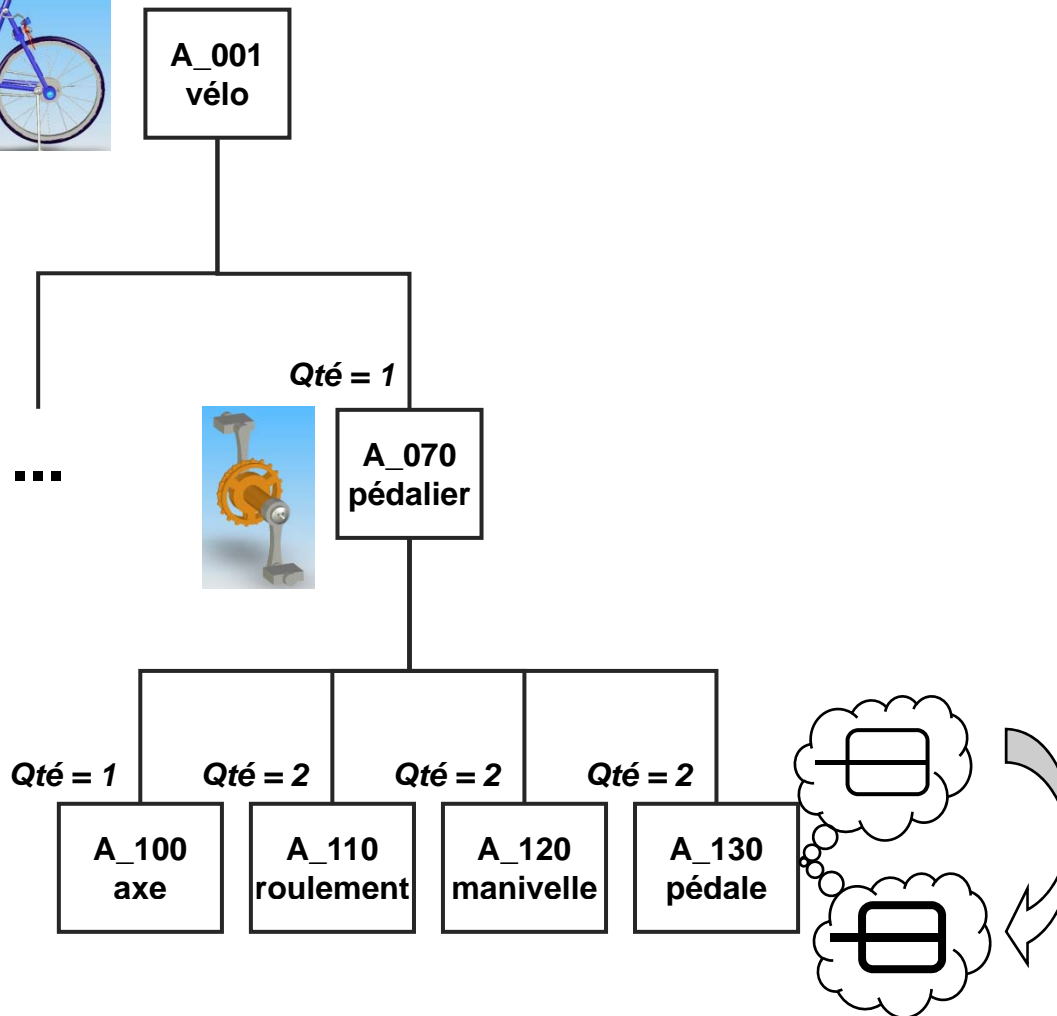 A_001
vélo
Qté = 1
...
A_070
pédalier
Qté = 1
Qté = 2
Qté = 2
Qté = 2
A_100
axe
A_110
roulement
A_120
manivelle
A_130
pédale